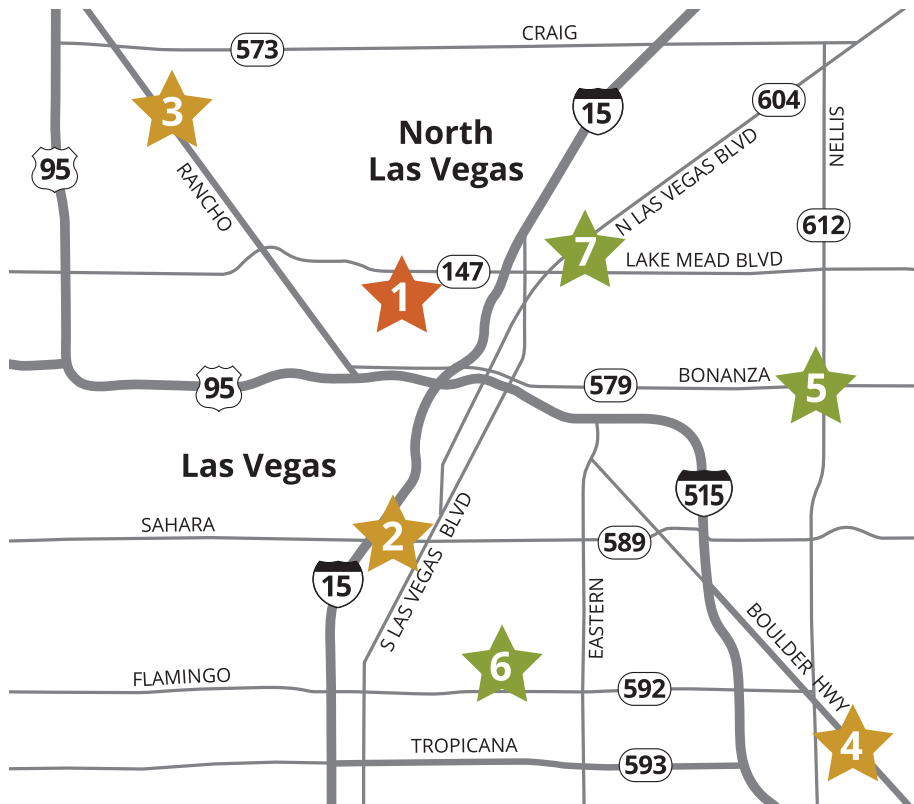 CRAIG
573
3
604
15
North
Las Vegas
NELLIS
95
RANCHO
N LAS VEGAS BLVD
612
7
LAKE MEAD BLVD
147
1
95
579
BONANZA
5
Las Vegas
515
SAHARA
2
S LAS VEGAS BLVD
589
15
EASTERN
BOULDER HWY
6
FLAMINGO
592
4
TROPICANA
593